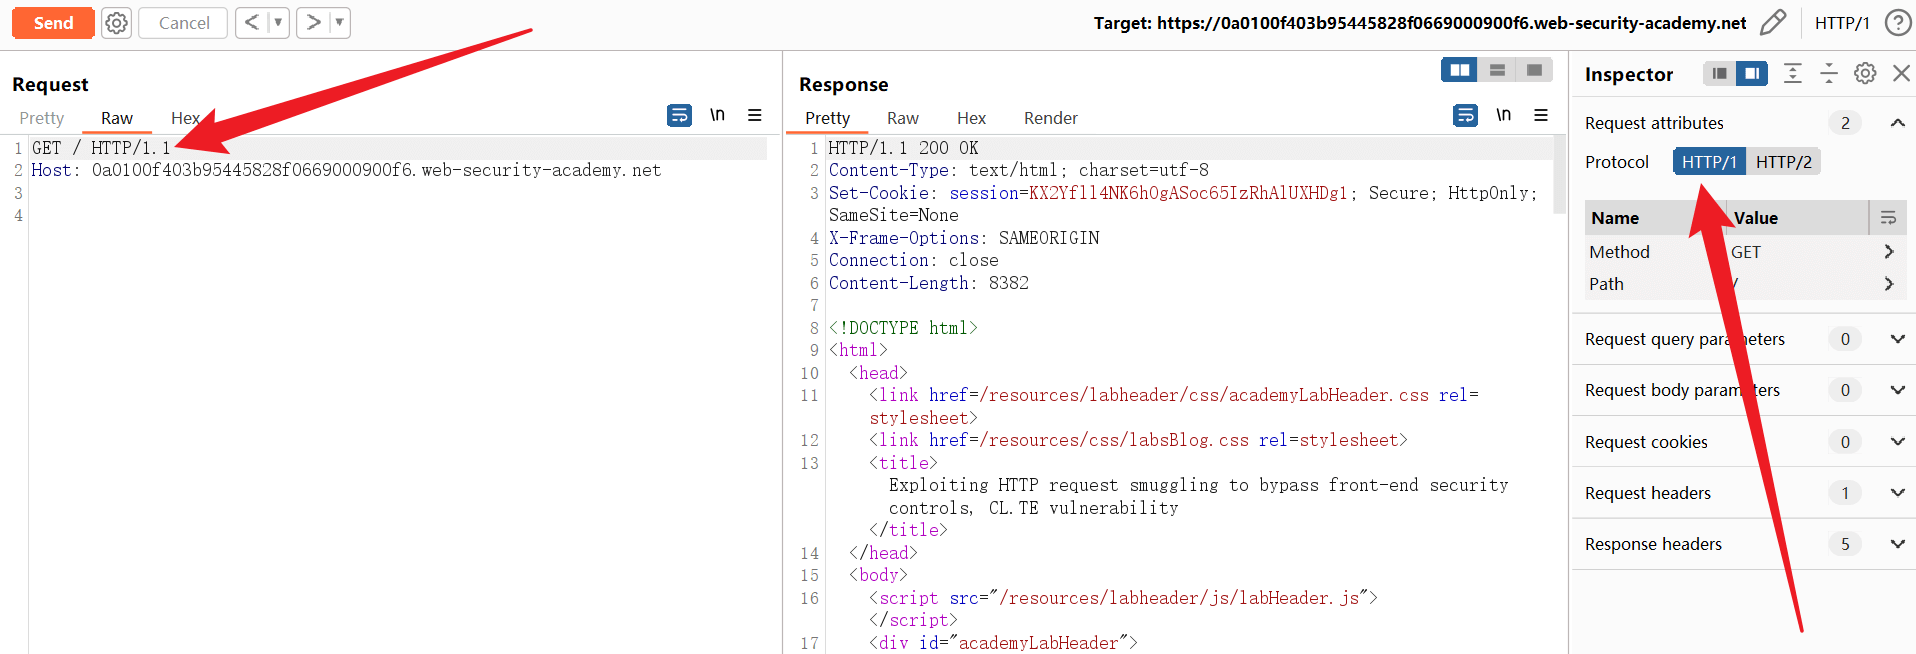 Send
Cancel
Target: https://0a0100f403b95445828f0669000900f6.web-security-academy.net
HTTP/1
Request
Pretty Raw Hex
\n
1 GET / HTTP/1.1
2 Host: 0a0100f403b95445828f0669000900f6.web-security-academy.net
3
4
Response
Pretty Raw Hex Render
\n
1 HTTP/1.1 200 OK
2 Content-Type: text/html; charset=utf-8
3 Set-Cookie: session=KX2Yfll4NK6hOgASoc65IzRhAlUXHDg1; Secure; HttpOnly;
SameSite=None
4 X-Frame-Options: SAMEORIGIN
5 Connection: close
6 Content-Length: 8382
7
8 <!DOCTYPE html>
9 <html>
10 <head>
11 <link href=/resources/labheader/css/academyLabHeader.css rel=
stylesheet>
12 <link href=/resources/css/labsBlog.css rel=stylesheet>
13 <title>
Exploiting HTTP request smuggling to bypass front-end security
controls, CL.TE vulnerability
</title>
14 </head>
15 <body>
16 <script src="/resources/labheader/js/labHeader.js">
</script>
17 <div id="academyLabHeader">
Inspector
Request attributes 2
Protocol HTTP/1 HTTP/2
Name Value
Method GET
Path /
Request query parameters 0
Request body parameters 0
Request cookies 0
Request headers 1
Response headers 5